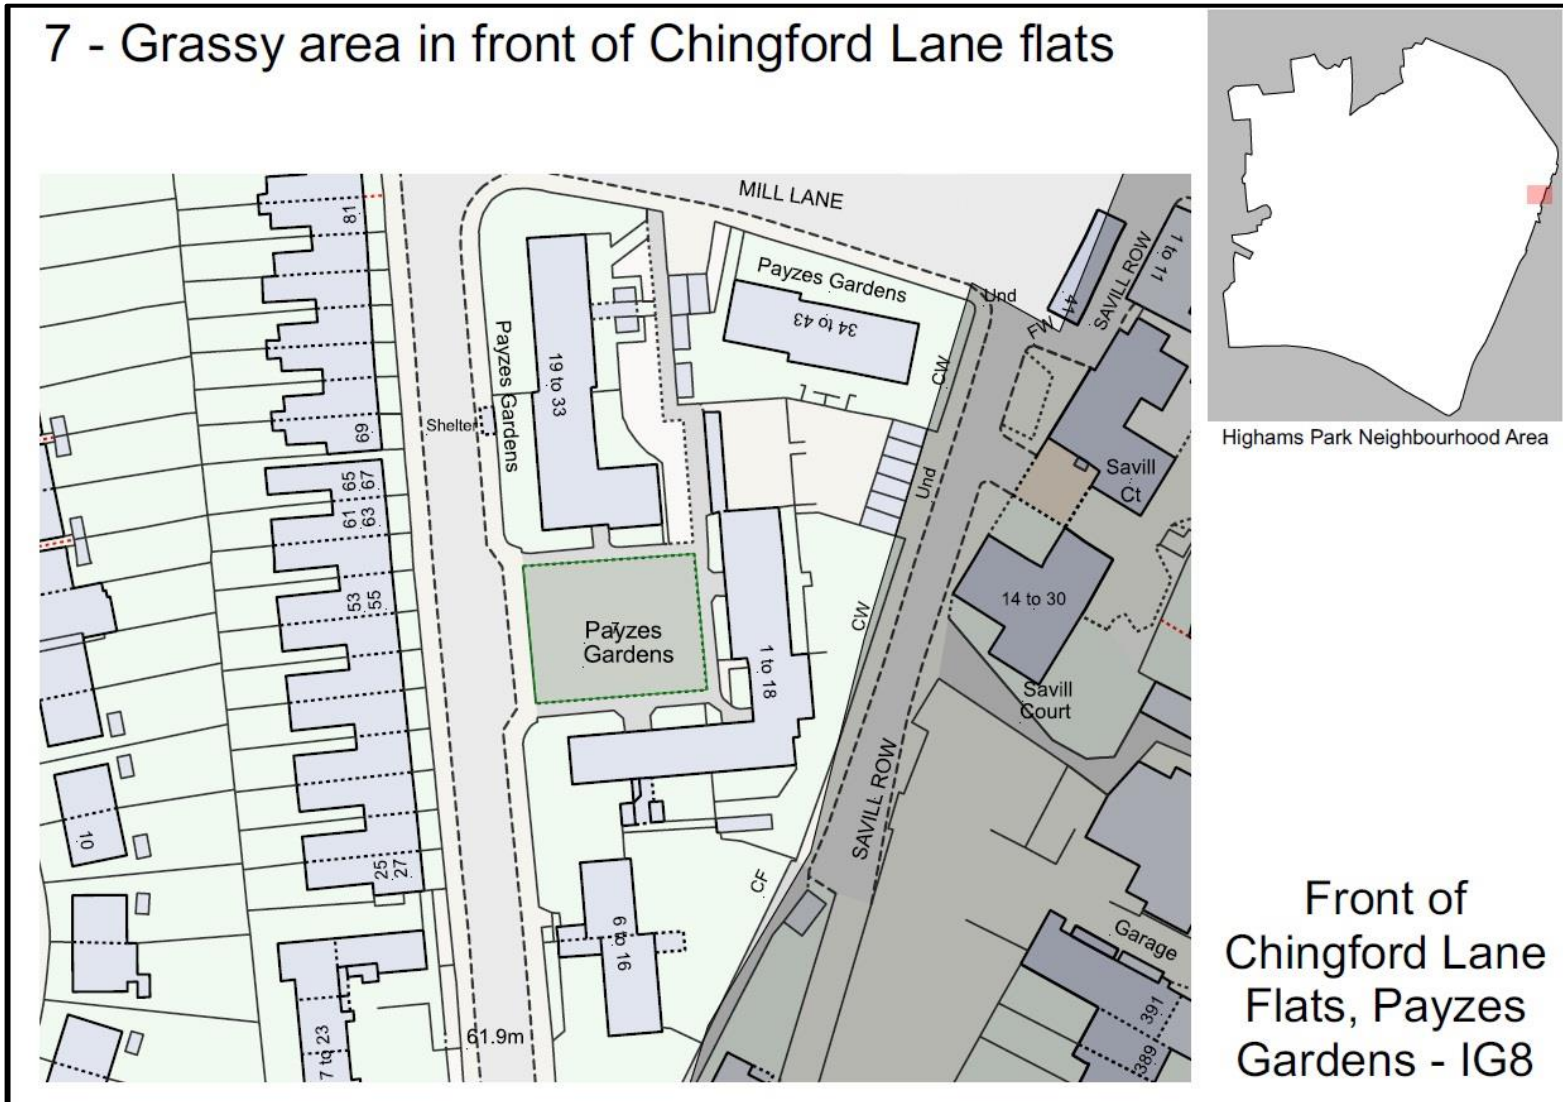 7 - Grassy area in front of Chingford Lane flats
Highams Park Neighbourhood Area
MILL LANE
81
Payzes Gardens
34 to 43
Und
41
FW
SAVILL ROW
1 to 11
CW
Payzes Gardens
19 to 33
Shelter
69
65
67
61
63
Und
Savill
Ct
53
55
Payzes
Gardens
7
1 to 18
CW
14 to 30
Savill
Court
SAVILL ROW
10
25
27
CF
6 to 16
Garage
391
389
7 to 23
61.9m
Front of
Chingford Lane
Flats, Payzes
Gardens - IG8